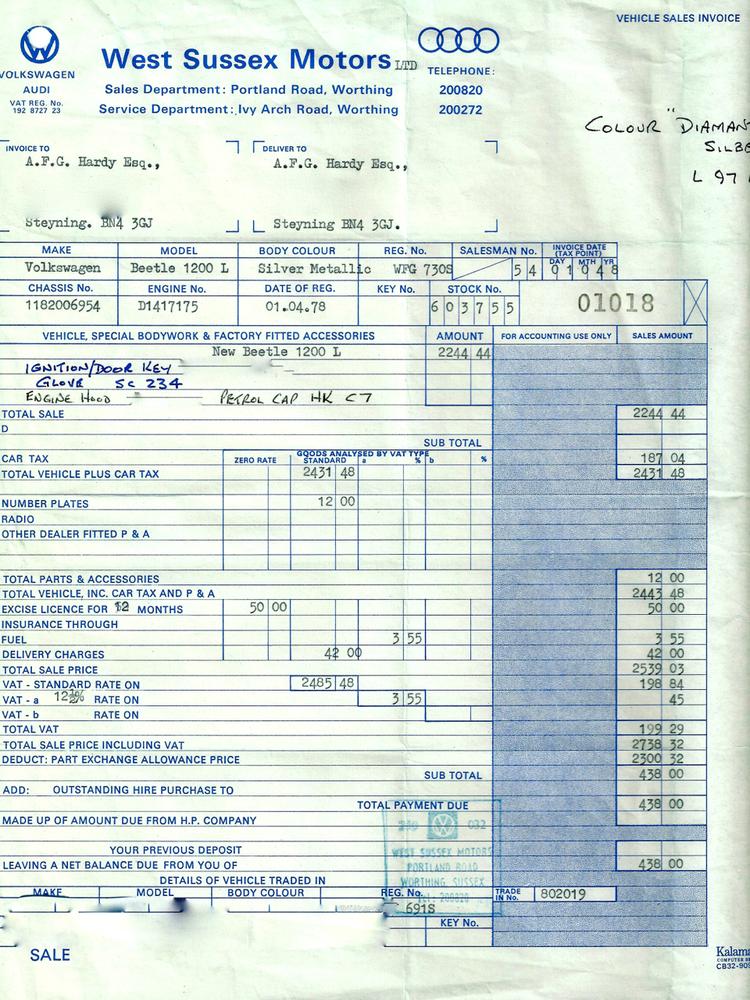 VEHICLE SALES INVOICE
VOLKSWAGEN
AUDI
VAT REG. No.
192 8727 23
West Sussex Motors LTD
Sales Department: Portland Road, Worthing
Service Department: Ivy Arch Road, Worthing
TELEPHONE:
200820
200272
COLOUR "DIAMAN
SILBE
L 97
INVOICE TO
A.F.G. Hardy Esq.,
Steyning. BN4 3GJ
DELIVER TO
A.F.G. Hardy Esq.,
Steyning BN4 3GJ.
MAKE MODEL BODY COLOUR REG. No. SALESMAN No. INVOICE DATE (TAX POINT)
DAY MTH YR
Volkswagen Beetle 1200 L Silver Metallic WFG 730S 5 4 0 1 0 4 8
CHASSIS No. ENGINE No. DATE OF REG. KEY No. STOCK No.
1182006954 D1417175 01.04.78 6 0 3 7 5 5 01018
VEHICLE, SPECIAL BODYWORK & FACTORY FITTED ACCESSORIES AMOUNT FOR ACCOUNTING USE ONLY SALES AMOUNT
New Beetle 1200 L 2244 44
IGNITION/DOOR KEY
GLOVE SC 234
ENGINE HOOD PETROL CAP HK C7
TOTAL SALE 2244 44
D
SUB TOTAL
GOODS ANALYSED BY VAT TYPE
CAR TAX ZERO RATE STANDARD a % b % 187 04
TOTAL VEHICLE PLUS CAR TAX 2431 48 2431 48
NUMBER PLATES 12 00
RADIO
OTHER DEALER FITTED P & A
TOTAL PARTS & ACCESSORIES 12 00
TOTAL VEHICLE, INC. CAR TAX AND P & A 2443 48
EXCISE LICENCE FOR 12 MONTHS 50 00 50 00
INSURANCE THROUGH
FUEL 3 55 3 55
DELIVERY CHARGES 42 00 42 00
TOTAL SALE PRICE 2539 03
VAT - STANDARD RATE ON 2485 48 198 84
VAT - a 12½% RATE ON 3 55 45
VAT - b RATE ON
TOTAL VAT 199 29
TOTAL SALE PRICE INCLUDING VAT 2738 32
DEDUCT: PART EXCHANGE ALLOWANCE PRICE 2300 32
SUB TOTAL 438 00
ADD: OUTSTANDING HIRE PURCHASE TO
TOTAL PAYMENT DUE 438 00
MADE UP OF AMOUNT DUE FROM H.P. COMPANY
032
WEST SUSSEX MOTORS
PORTLAND ROAD
WORTHING SUSSEX
200820
YOUR PREVIOUS DEPOSIT
LEAVING A NET BALANCE DUE FROM YOU OF 438 00
DETAILS OF VEHICLE TRADED IN
MAKE MODEL BODY COLOUR REG. No. TRADE IN No. 802019
691S
KEY No.
SALE
Kalama
COMPUTER
CB32-90